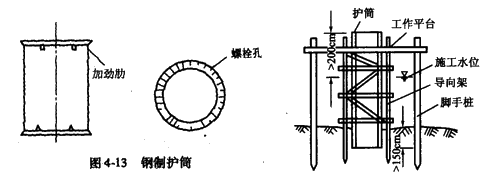 加劲肋
螺栓孔
图4-13 钢制护筒
护筒
工作平台
>200cm
施工水位
导向架
脚手桩
>150cm